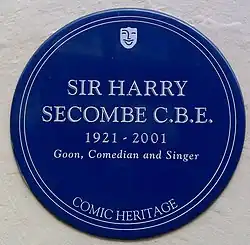 SIR HARRY
SECOMBE C.B.E.
1921 - 2001
Goon, Comedian and Singer
COMIC HERITAGE